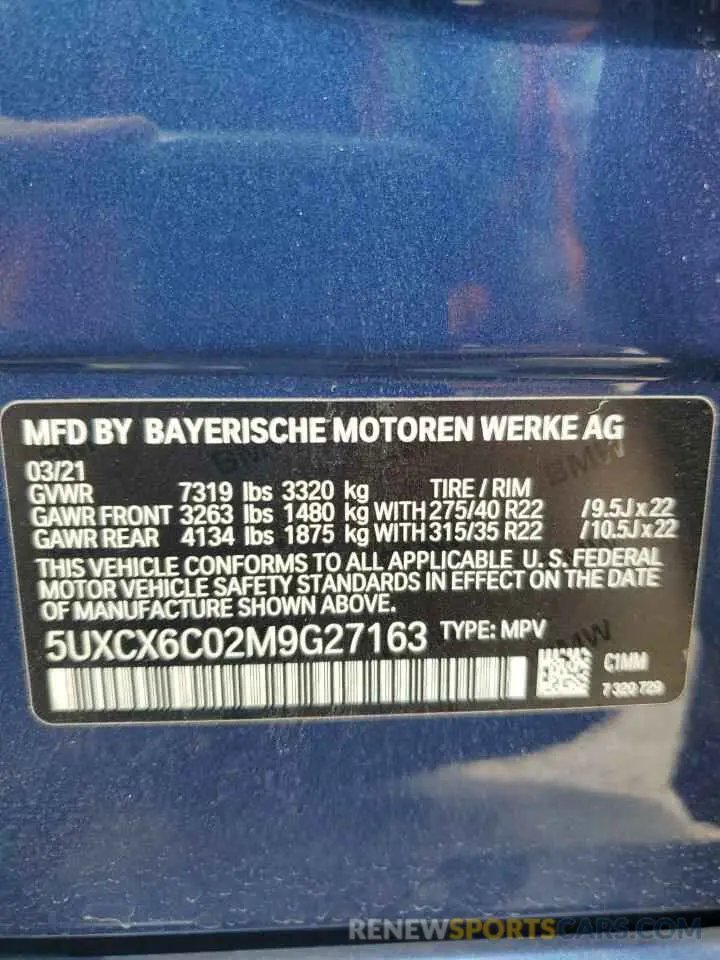 MFD BY BAYERISCHE MOTOREN WERKE AG
03/21
GVWR 7319 lbs 3320 kg TIRE / RIM
GAWR FRONT 3263 lbs 1480 kg WITH 275/40 R22 / 9.5J x 22
GAWR REAR 4134 lbs 1875 kg WITH 315/35 R22 / 10.5J x 22
THIS VEHICLE CONFORMS TO ALL APPLICABLE U.S. FEDERAL
MOTOR VEHICLE SAFETY STANDARDS IN EFFECT ON THE DATE
OF MANUFACTURE SHOWN ABOVE.
5UXCX6C02M9G27163 TYPE: MPV
C1MM
7 320 729
BMW
BMW
BMW
RENEWSPORTSCARS.COM